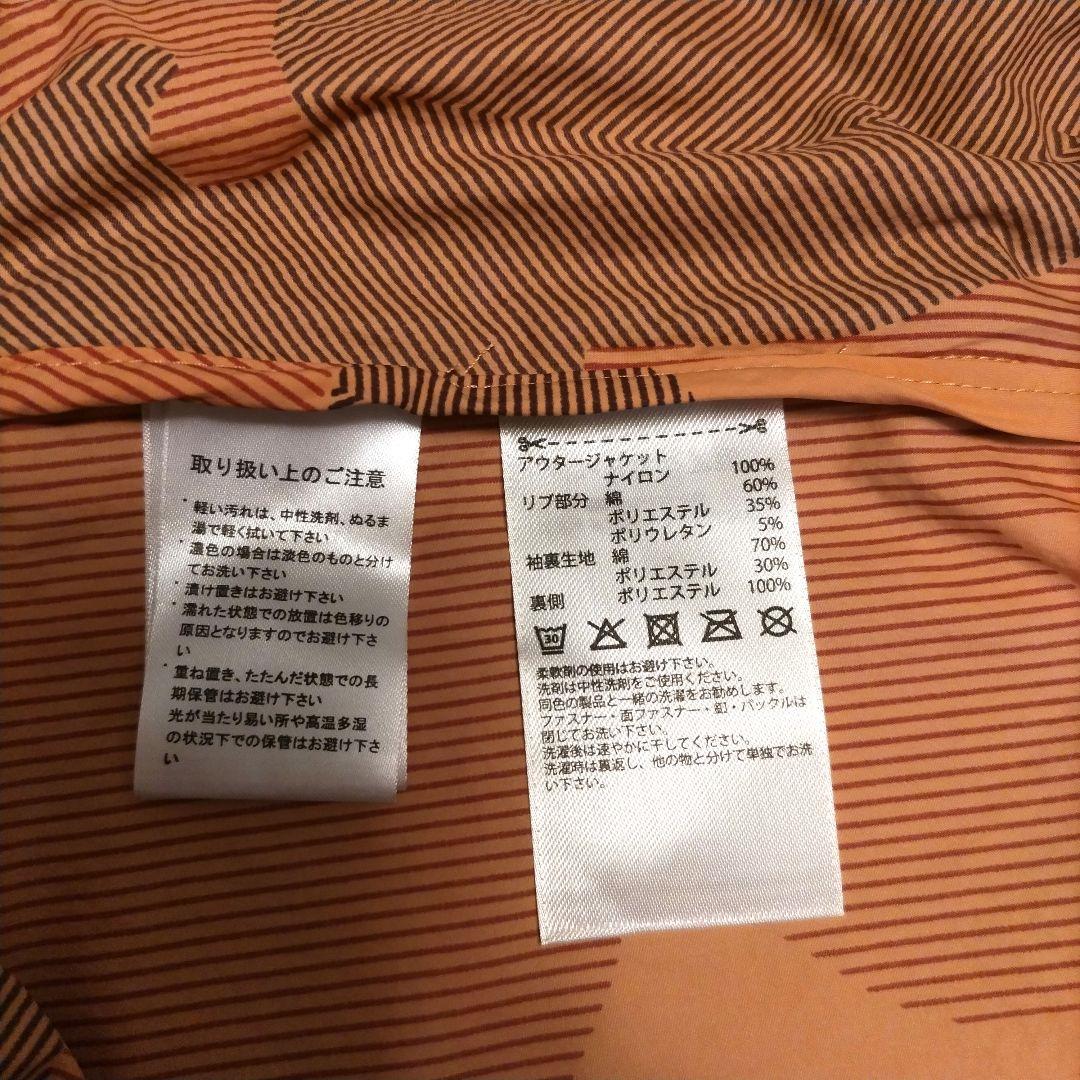 取り扱い上のご注意
・軽い汚れは、中性洗剤、ぬるま
湯で軽く拭いて下さい
・濃色の場合は淡色のものと分け
てお洗い下さい
・漬け置きはお避け下さい
・濡れた状態での放置は色移りの
原因となりますのでお避け下さ
い
・重ね置き、たたんだ状態での長
期保管はお避け下さい
光が当たり易い所や高温多湿
の状況下での保管はお避け下さ
い
アウタージャケット
ナイロン 100%
リブ部分 綿 60%
ポリエステル 35%
ポリウレタン 5%
袖裏生地 綿 70%
ポリエステル 30%
裏側 ポリエステル 100%
30
柔軟剤の使用はお避け下さい。
洗剤は中性洗剤をご使用ください。
同色の製品と一緒の洗濯をお勧めします。
ファスナー・面ファスナー・釦・バックルは
閉じてお洗い下さい。
洗濯後は速やかに干してください。
洗濯時は裏返し、他の物と分けて単独でお洗
い下さい。